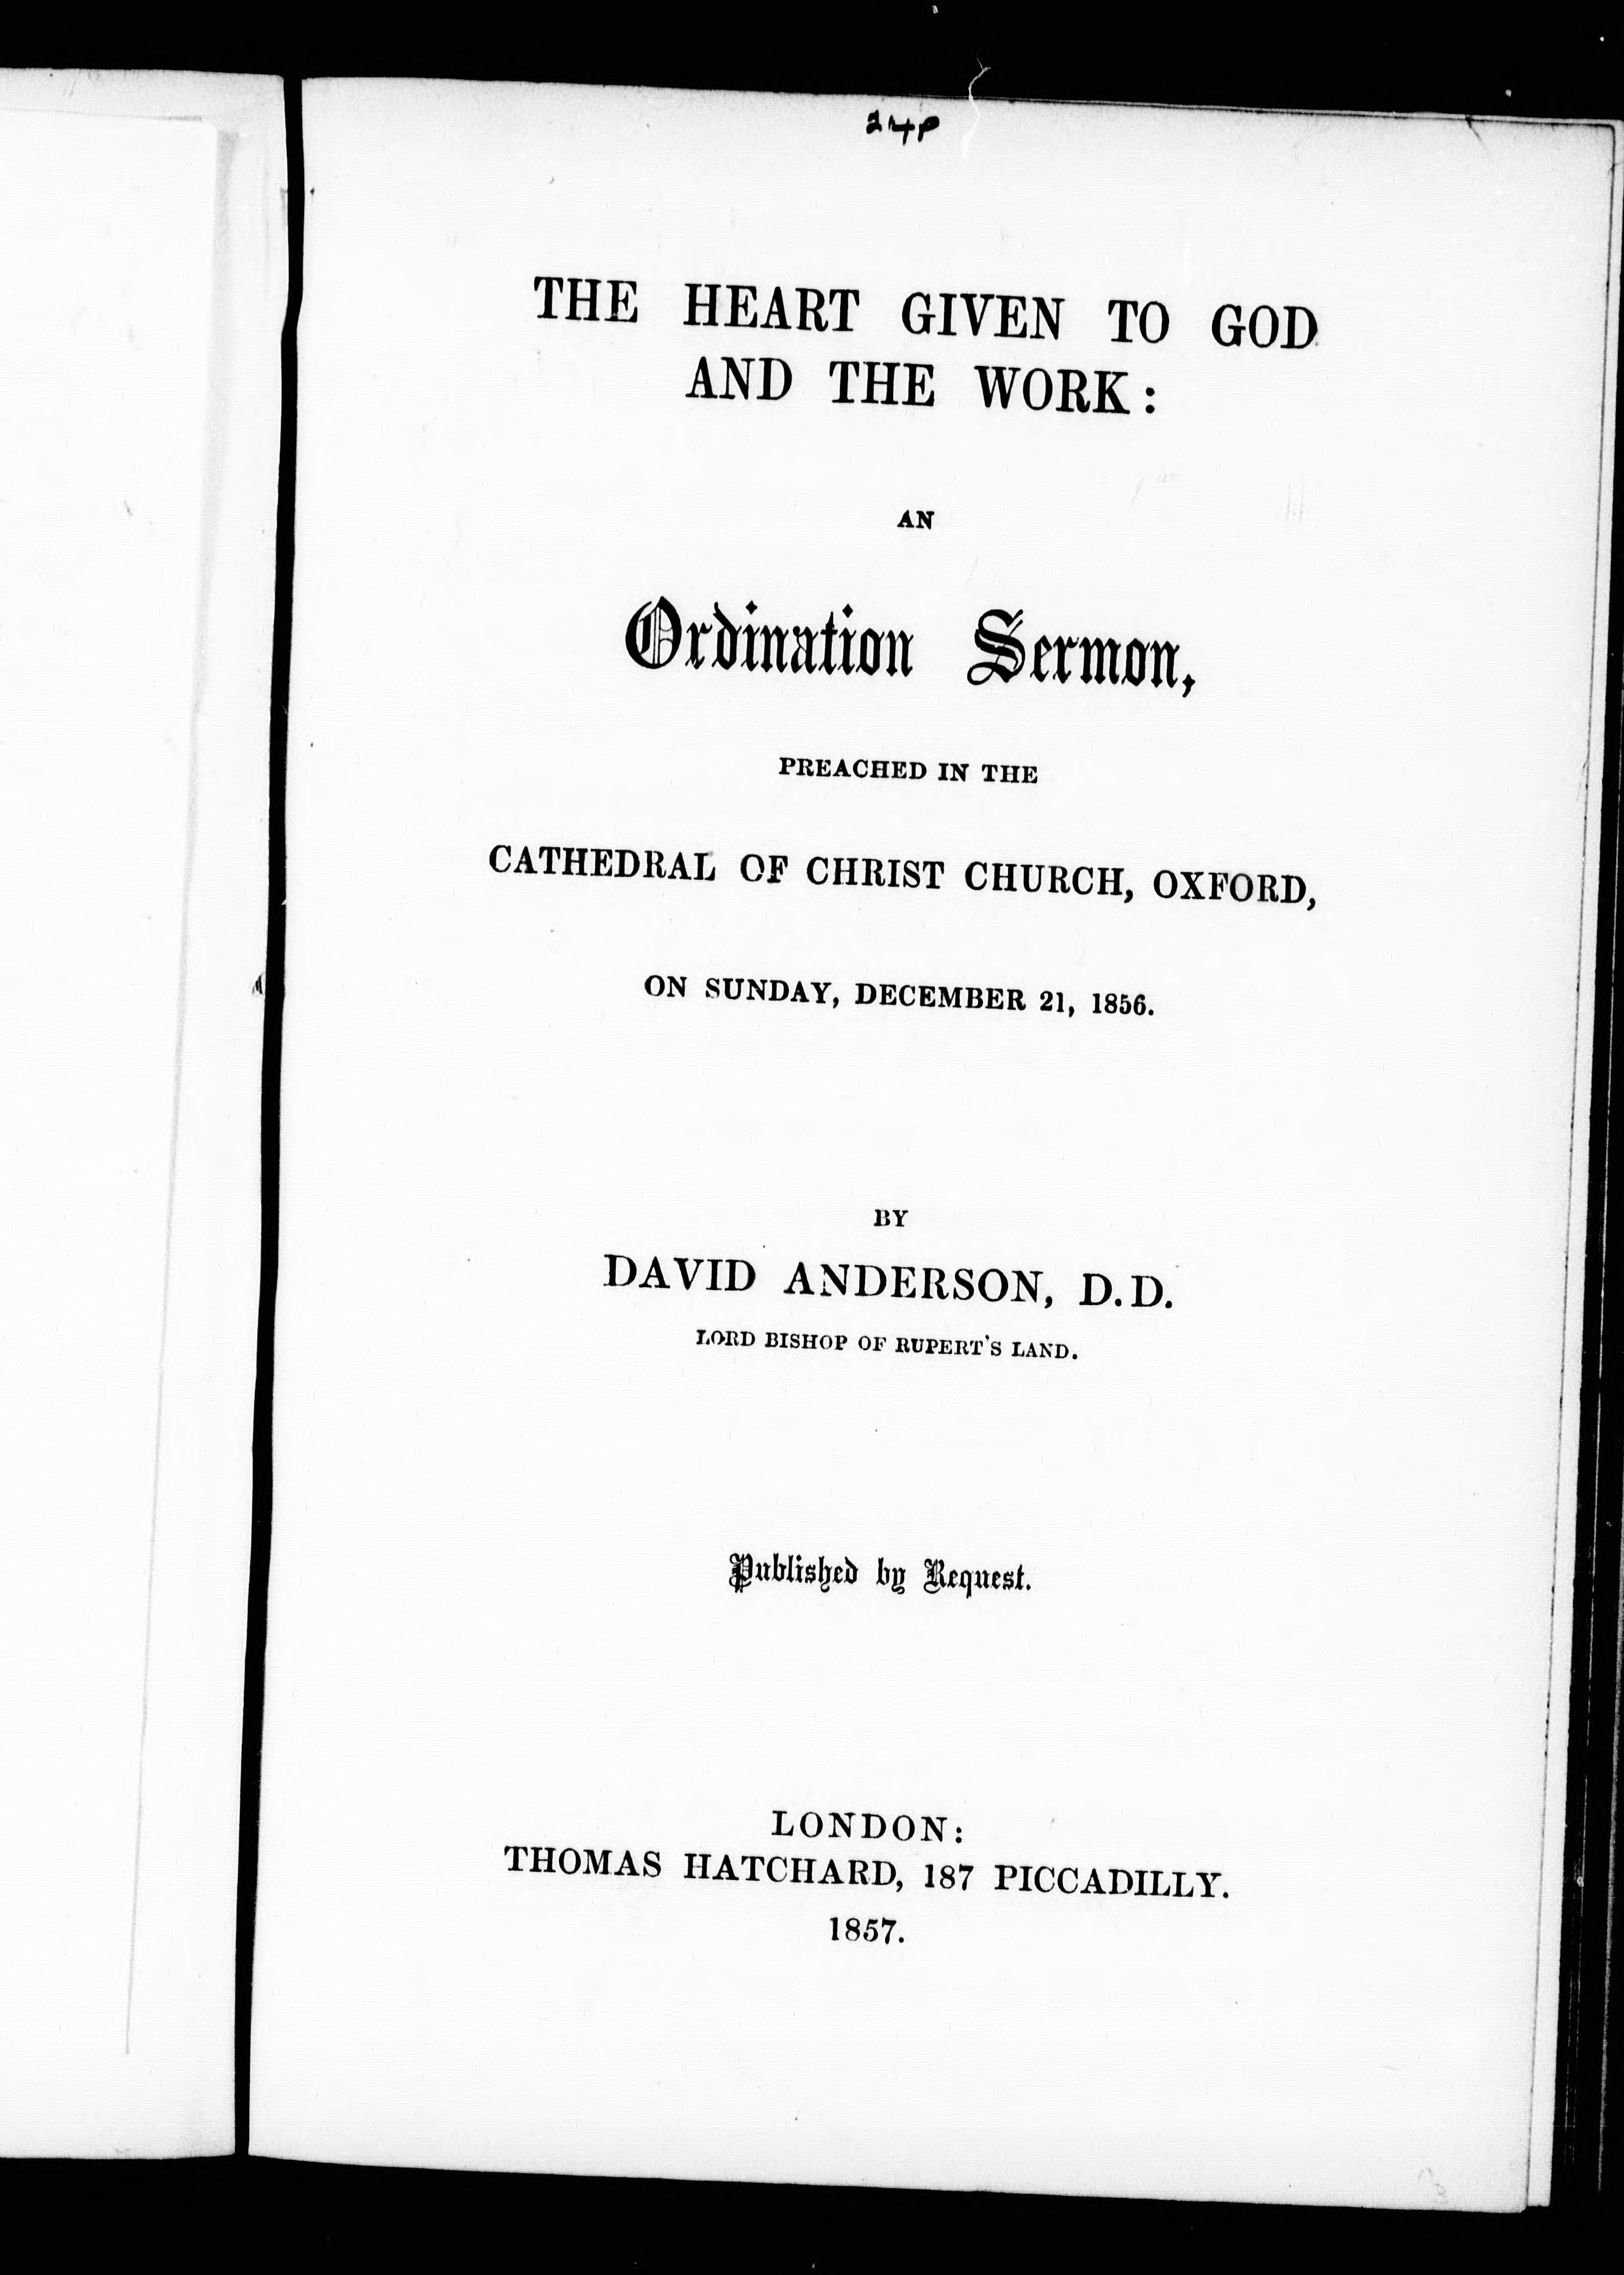 24p
THE HEART GIVEN TO GOD
AND THE WORK:
AN
Ordination Sermon,
PREACHED IN THE
CATHEDRAL OF CHRIST CHURCH, OXFORD,
ON SUNDAY, DECEMBER 21, 1856.
BY
DAVID ANDERSON, D.D.
LORD BISHOP OF RUPERT'S LAND.
Published by Request.
LONDON:
THOMAS HATCHARD, 187 PICCADILLY.
1857.